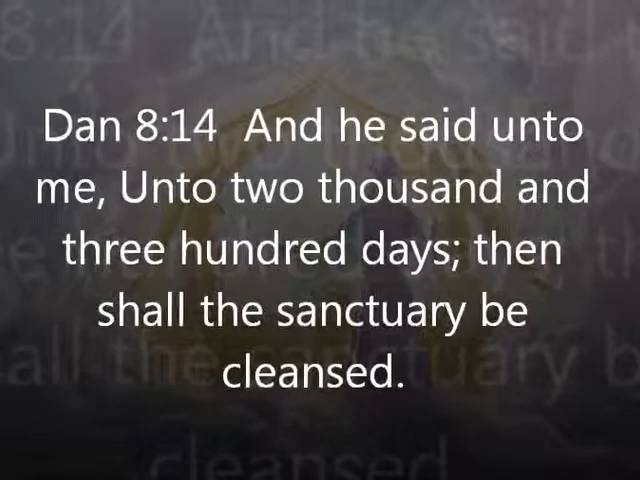 Dan 8:14  And he said unto
me, Unto two thousand and
three hundred days; then
shall the sanctuary be
cleansed.